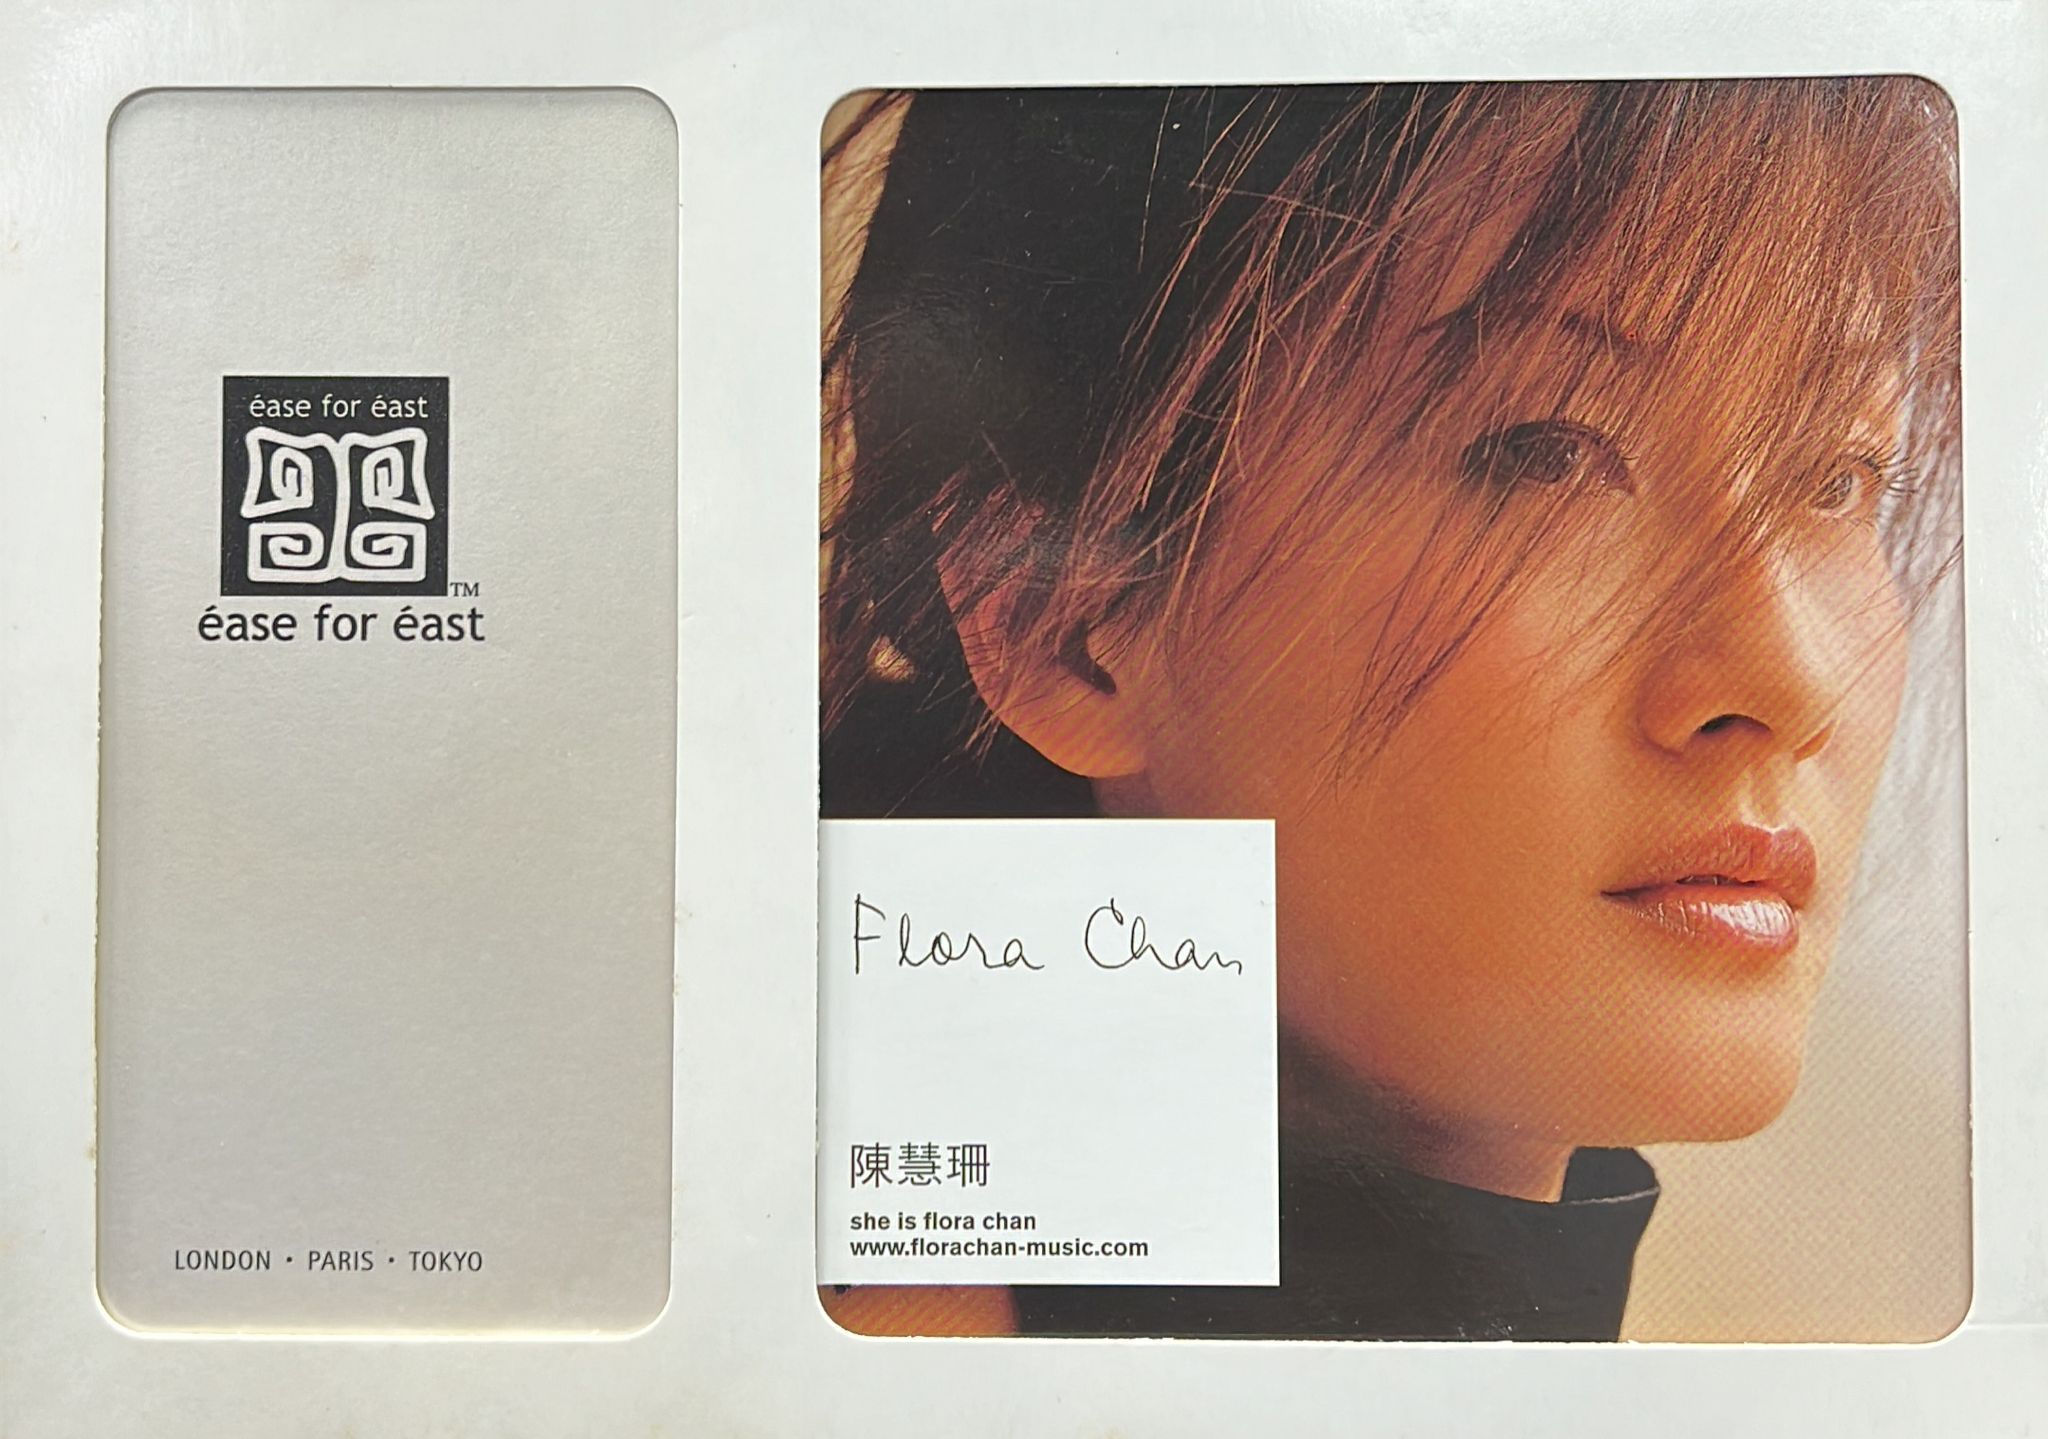 éase for éast
TM
éase for éast
LONDON · PARIS · TOKYO
Flora Chan
陳慧珊
she is flora chan
www.florachan-music.com